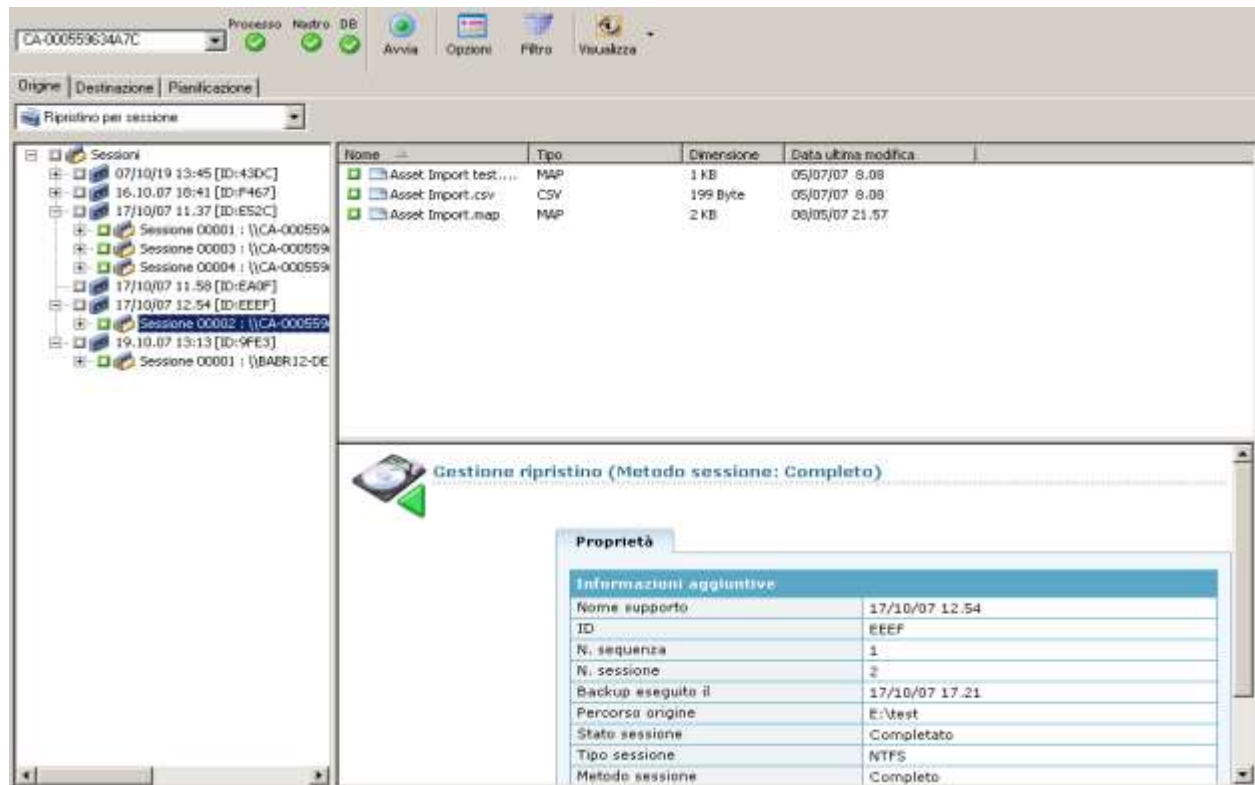 CA-000559634A7C
Processo Nastro DB
Avvia Opzioni Filtro Visualizza
Origine Destinazione Pianificazione
Ripristino per sessione
Sessioni
07/10/19 13:45 [ID:43DC]
16.10.07 18:41 [ID:F467]
17/10/07 11.37 [ID:E52C]
Sessione 00001 : \\CA-000559
Sessione 00003 : \\CA-000559
Sessione 00004 : \\CA-000559
17/10/07 11.58 [ID:EA0F]
17/10/07 12.54 [ID:EEEF]
Sessione 00002 : \\CA-000559
19.10.07 13:13 [ID:9FE3]
Sessione 00001 : \\BABR12-DE
Nome Tipo Dimensione Data ultima modifica
Asset Import test.... MAP 1 KB 05/07/07 8.08
Asset Import.csv CSV 199 Byte 05/07/07 8.08
Asset Import.map MAP 2 KB 08/05/07 21.57
Gestione ripristino (Metodo sessione: Completo)
Proprietà
Informazioni aggiuntive
Nome supporto 17/10/07 12.54
ID EEEF
N. sequenza 1
N. sessione 2
Backup eseguito il 17/10/07 17.21
Percorso origine E:\test
Stato sessione Completato
Tipo sessione NTFS
Metodo sessione Completo